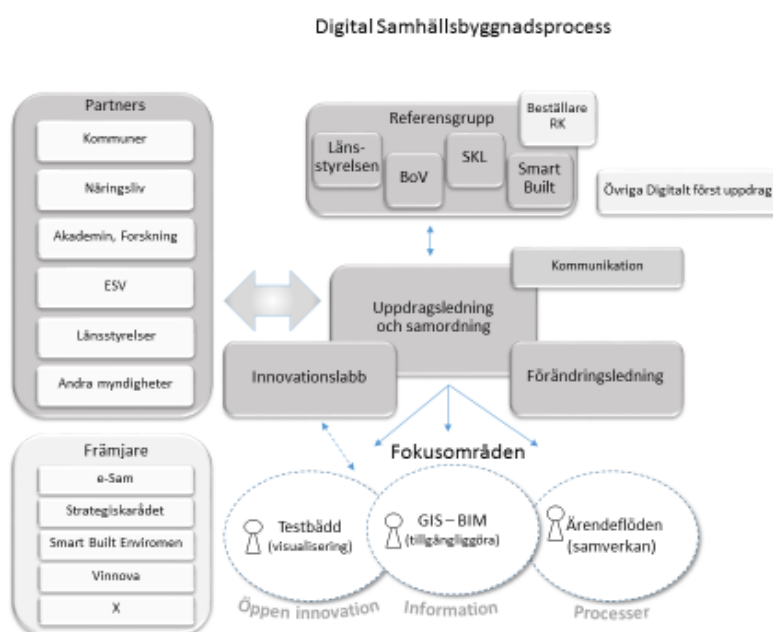 Digital Samhällsbyggnadsprocess
Partners
Kommuner
Näringsliv
Akademin, Forskning
ESV
Länsstyrelser
Andra myndigheter
Främjare
e-Sam
Strategiskarådet
Smart Built Enviromen
Vinnova
X
Referensgrupp
Beställare
RK
Läns-
styrelsen
BoV
SKL
Smart
Built
Övriga Digitalt först uppdrag
Kommunikation
Uppdragsledning
och samordning
Innovationslabb
Förändringsledning
Fokusområden
Testbädd
(visualisering)
GIS – BIM
(tillgängliggöra)
Ärendeflöden
(samverkan)
Öppen innovation
Information
Processer